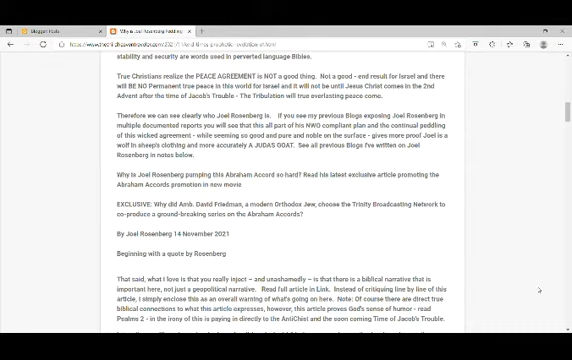 Blogger: Posts
Why is Joel Rosenberg Peddling
stability and security are words used in perverted language Bibles.
True Christians realize the PEACE AGREEMENT is NOT a good thing. Not a good - end result for Israel and there
will BE NO Permanent true peace in this world for Israel and it will not be until Jesus Christ comes in the 2nd
Advent after the time of Jacob's Trouble - The Tribulation will true everlasting peace come.
Therefore we can see clearly who Joel Rosenberg is. If you see my previous Blogs exposing Joel Rosenberg in
multiple documented reports you will see that this all part of his NWO compliant plan and the continual peddling
of this wicked agreement - while seeming so good and pure and noble on the surface - gives more proof Joel is a
wolf in sheep's clothing and more accurately A JUDAS GOAT. See all previous Blogs I've written on Joel
Rosenberg in notes below.
Why is Joel Rosenberg pumping this Abraham Accord so hard? Read his latest exclusive article promoting the
Abraham Accords promotion in new movie
EXCLUSIVE: Why did Amb. David Friedman, a modern Orthodox Jew, choose the Trinity Broadcasting Network to
co-produce a ground-breaking series on the Abraham Accords?
By Joel Rosenberg 14 November 2021
Beginning with a quote by Rosenberg
That said, what I love is that you really inject – and unashamedly – is that there is a biblical narrative that is
important here, not just a geopolitical narrative. Read full article in Link. Instead of critiquing line by line of this
article, I simply enclose this as an overall warning of what's going on here. Note: Of course there are direct true
biblical connections to what this article expresses, however, this article proves God's sense of humor - read
Psalms 2 - in the irony of this is paying in directly to the AntiChist and the soon coming Time of Jacob's Trouble.